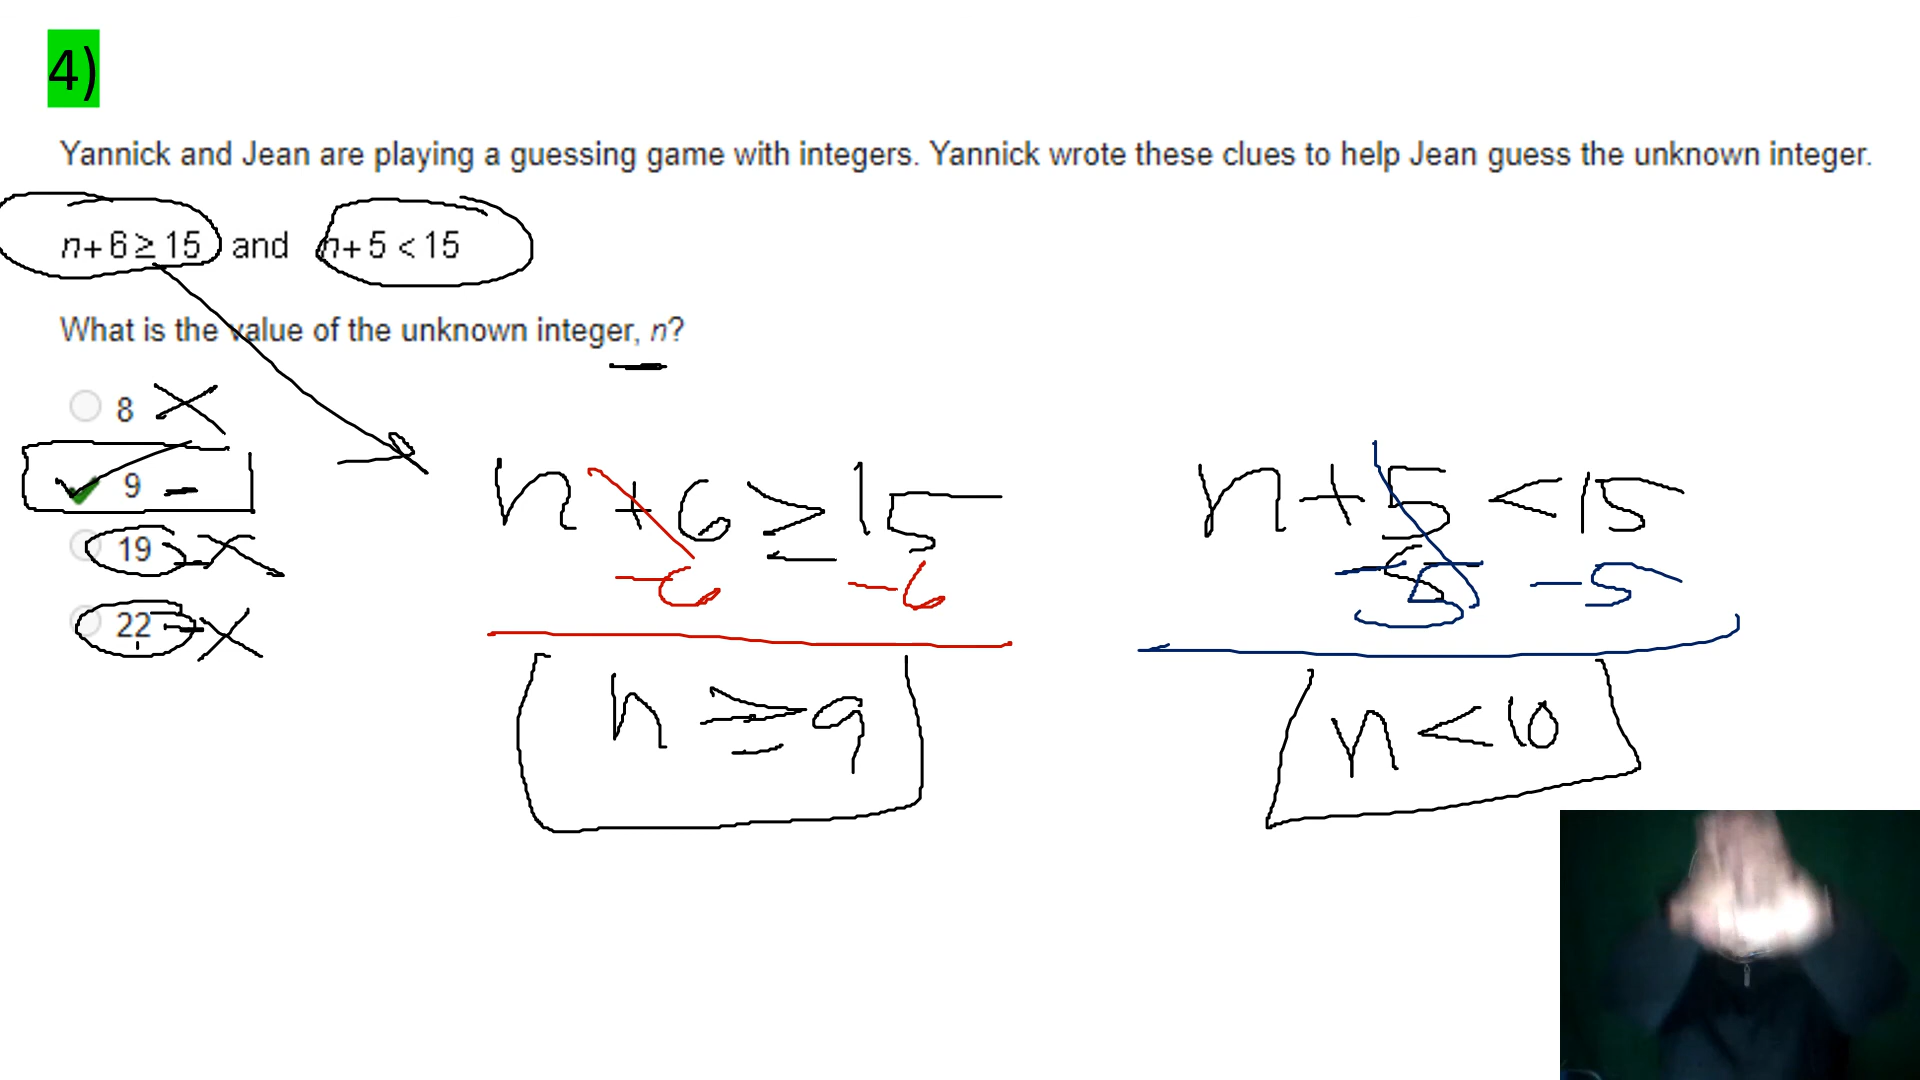 4)
Yannick and Jean are playing a guessing game with integers. Yannick wrote these clues to help Jean guess the unknown integer.
n+6≥15 and n+5<15
What is the value of the unknown integer, n?
8
9
19
22
n+6≥15
-6 -6
n≥9
n+5<15
-5 -5
n<10